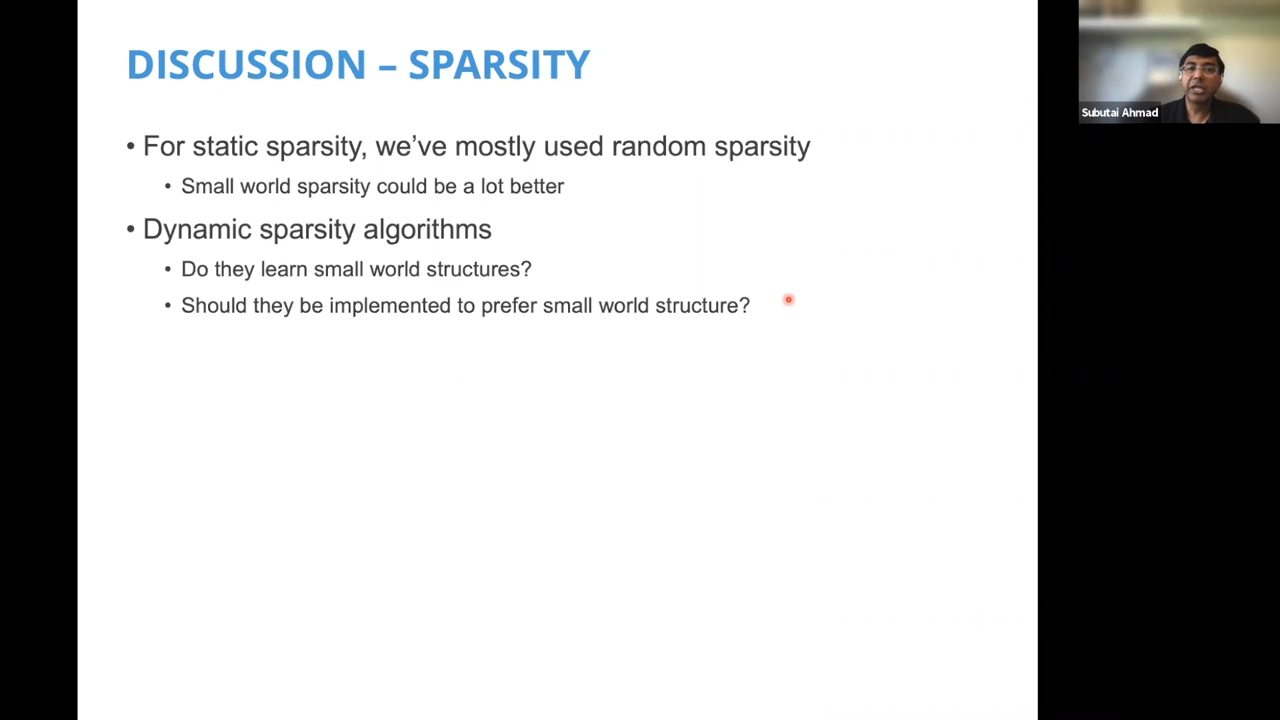 DISCUSSION – SPARSITY
• For static sparsity, we’ve mostly used random sparsity
• Small world sparsity could be a lot better
• Dynamic sparsity algorithms
• Do they learn small world structures?
• Should they be implemented to prefer small world structure?
Subutai Ahmad